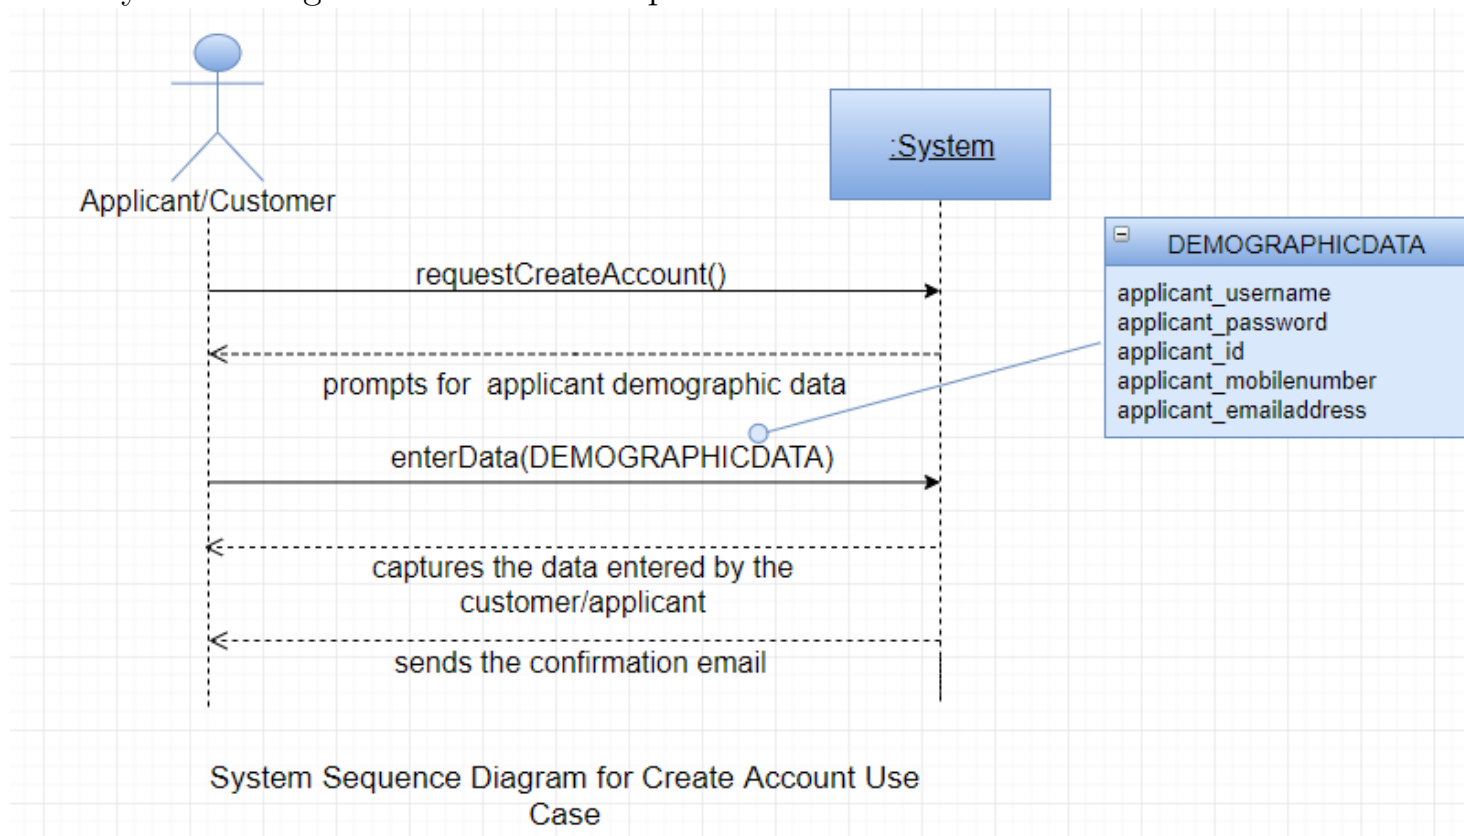 :System
Applicant/Customer
DEMOGRAPHICDATA
requestCreateAccount()
applicant_username
applicant_password
applicant_id
applicant_mobilenumber
applicant_emailaddress
prompts for applicant demographic data
enterData(DEMOGRAPHICDATA)
captures the data entered by the
customer/applicant
sends the confirmation email
System Sequence Diagram for Create Account Use
Case